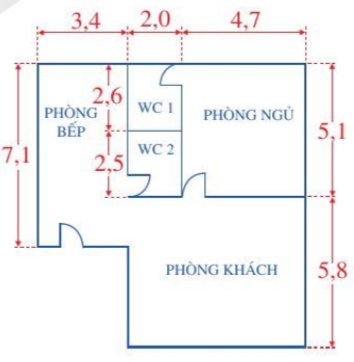 3,4 2,0 4,7
2,6
WC 1
PHÒNG
BẾP
PHÒNG NGỦ
5,1
WC 2
7,1
2,5
PHÒNG KHÁCH
5,8